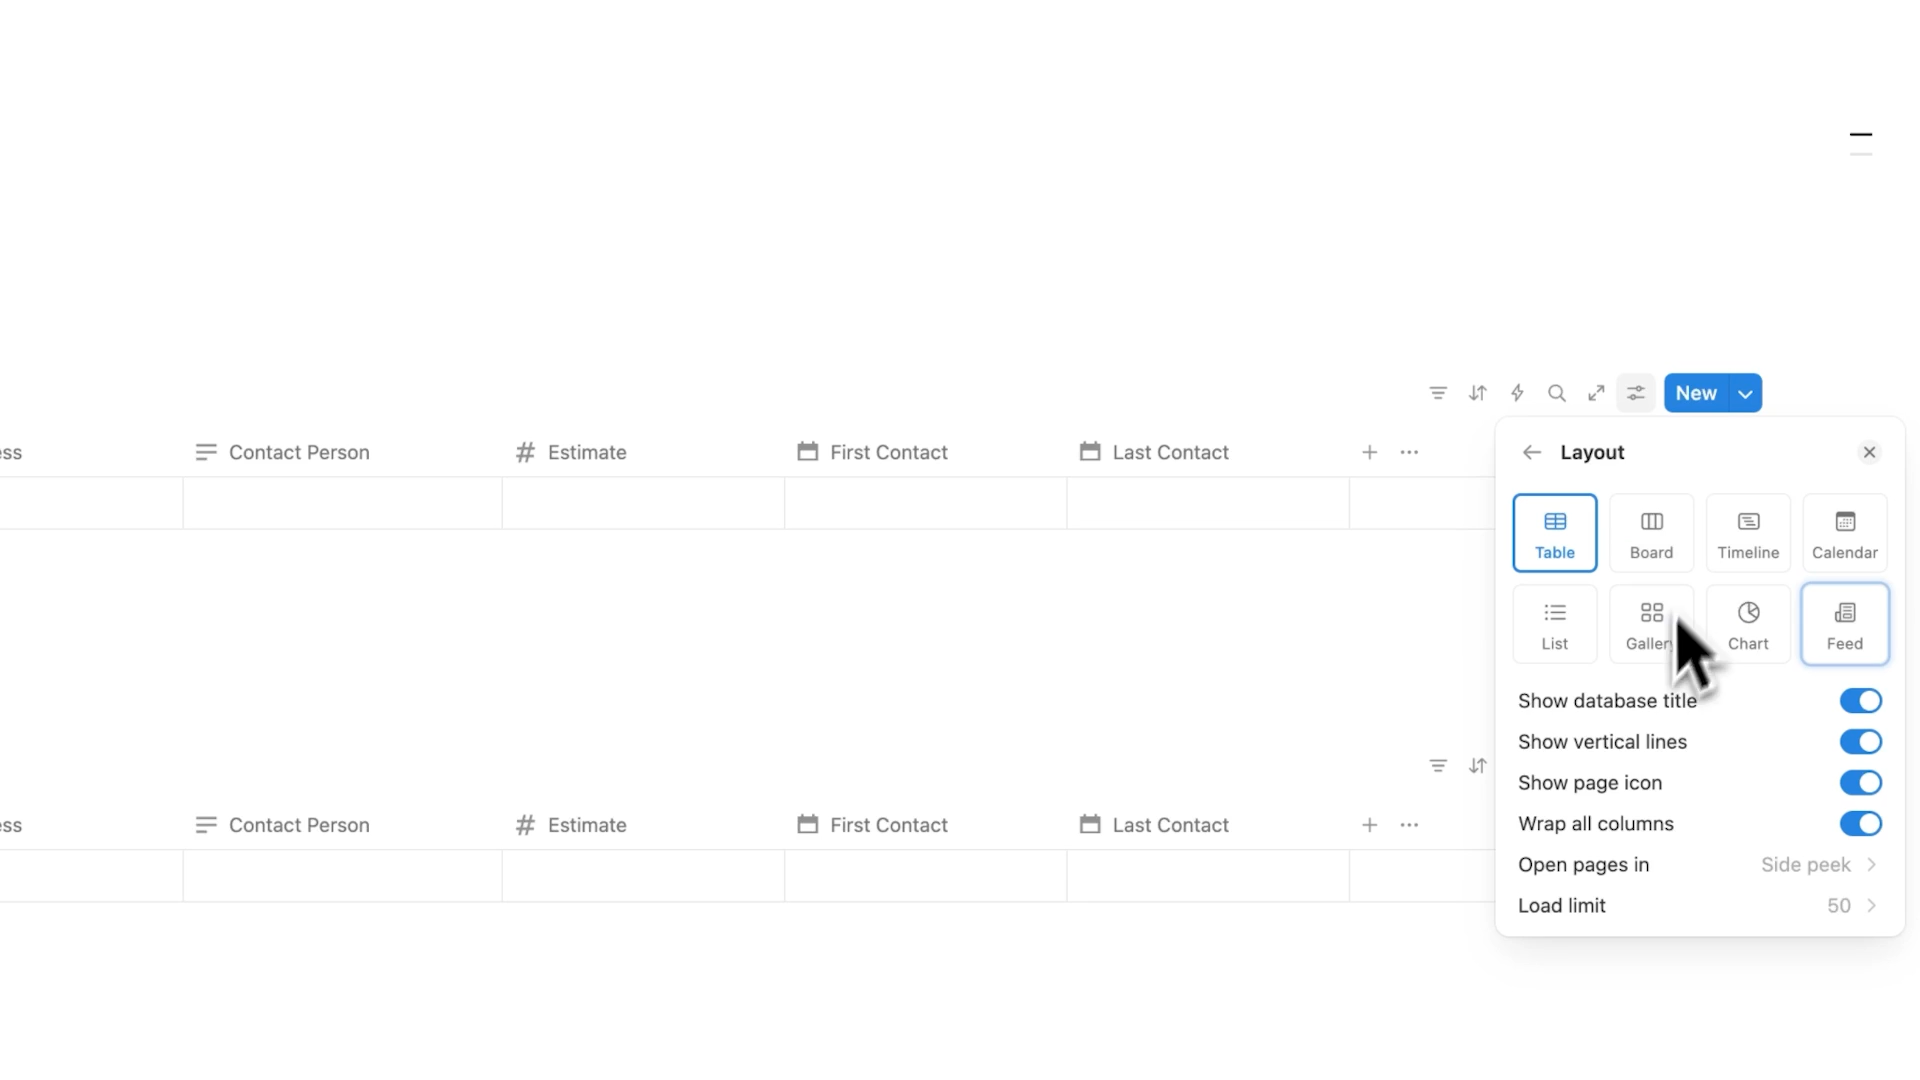 New
ss Contact Person Estimate First Contact Last Contact
Layout
Table Board Timeline Calendar
List Gallery Chart Feed
Show database title
Show vertical lines
Show page icon
Wrap all columns
Open pages in Side peek
Load limit 50
ss Contact Person Estimate First Contact Last Contact